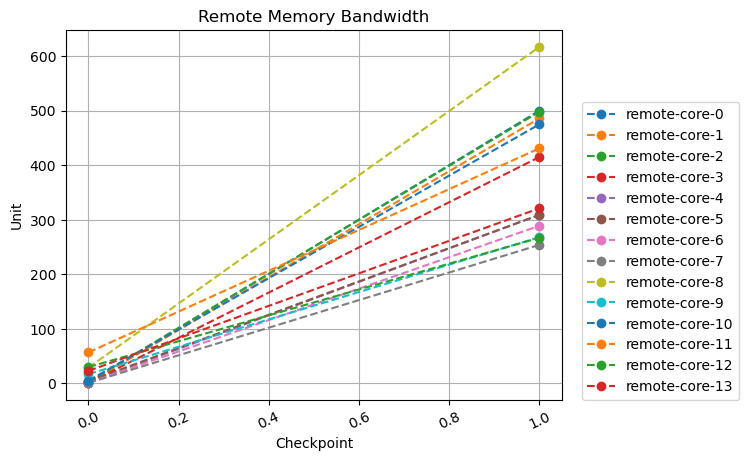 Remote Memory Bandwidth
Unit
600
500
400
300
200
100
0
0.0
0.2
0.4
0.6
0.8
1.0
Checkpoint
remote-core-0
remote-core-1
remote-core-2
remote-core-3
remote-core-4
remote-core-5
remote-core-6
remote-core-7
remote-core-8
remote-core-9
remote-core-10
remote-core-11
remote-core-12
remote-core-13